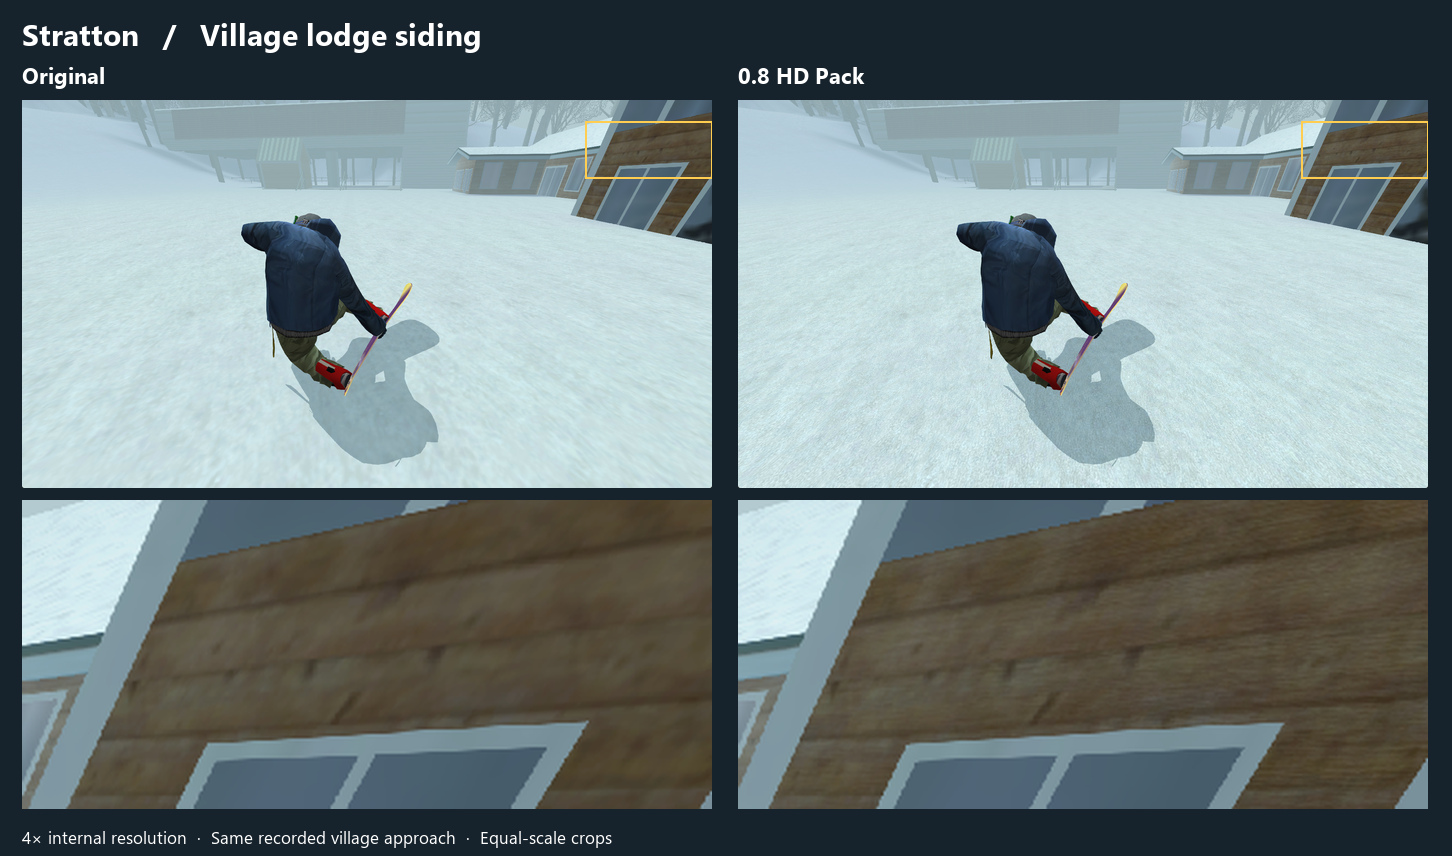 Stratton / Village lodge siding
Original
0.8 HD Pack
4× internal resolution · Same recorded village approach · Equal-scale crops